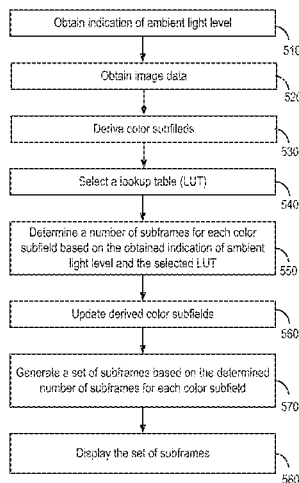 Obtain indication of ambient light level
510
Obtain image data
520
Derive color subfileds
530
Select a lookup table (LUT)
540
Determine a number of subframes for each color
subfield based on the obtained indication of ambient
light level and the selected LUT
550
Update derived color subfields
560
Generate a set of subframes based on the determined
number of subframes for each color subfield
570
Display the set of subframes
580